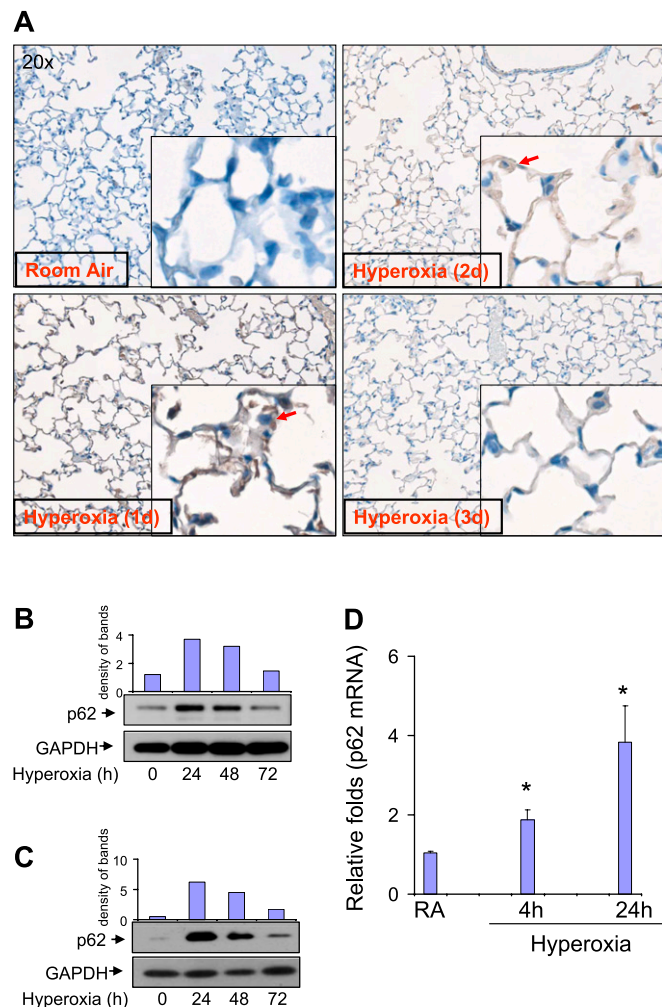 A
20x
Room Air
Hyperoxia (2d)
Hyperoxia (1d)
Hyperoxia (3d)
B
density of bands
4
2
0
p62
GAPDH
Hyperoxia (h) 0 24 48 72
C
density of bands
10
5
0
p62
GAPDH
Hyperoxia (h) 0 24 48 72
D
Relative folds (p62 mRNA)
6
4
2
0
*
*
RA 4h 24h
Hyperoxia